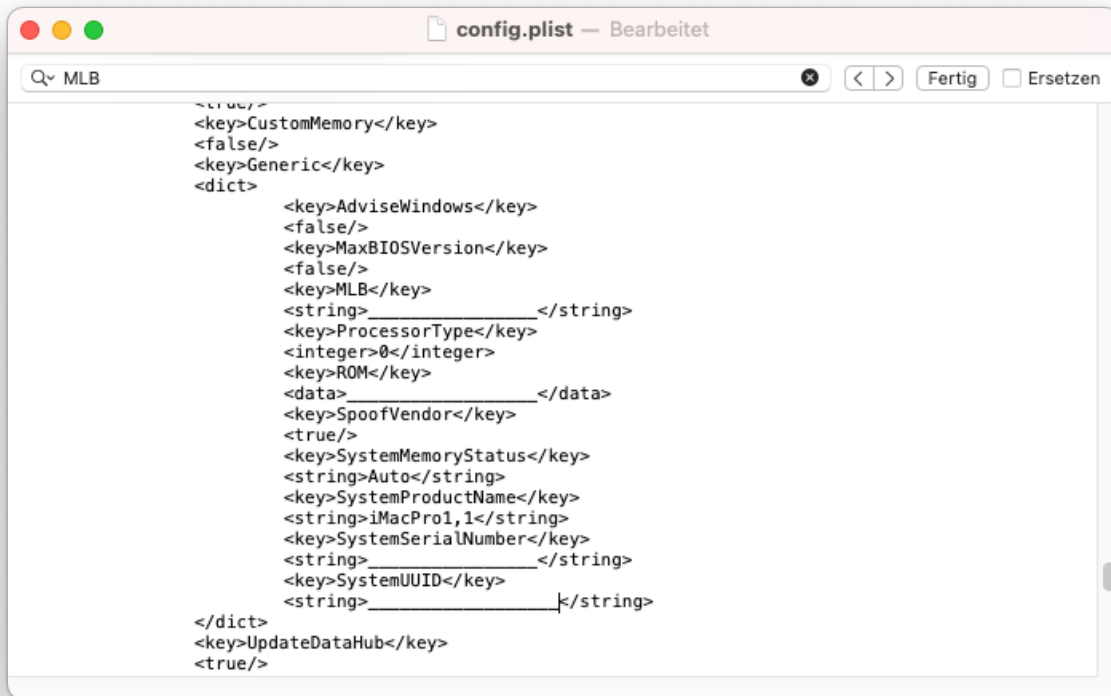 config.plist — Bearbeitet
MLB
Fertig
Ersetzen
<true/>
<key>CustomMemory</key>
<false/>
<key>Generic</key>
<dict>
<key>AdviseWindows</key>
<false/>
<key>MaxBIOSVersion</key>
<false/>
<key>MLB</key>
<string>________________</string>
<key>ProcessorType</key>
<integer>0</integer>
<key>ROM</key>
<data>__________________</data>
<key>SpoofVendor</key>
<true/>
<key>SystemMemoryStatus</key>
<string>Auto</string>
<key>SystemProductName</key>
<string>iMacPro1,1</string>
<key>SystemSerialNumber</key>
<string>________________</string>
<key>SystemUUID</key>
<string>__________________</string>
</dict>
<key>UpdateDataHub</key>
<true/>